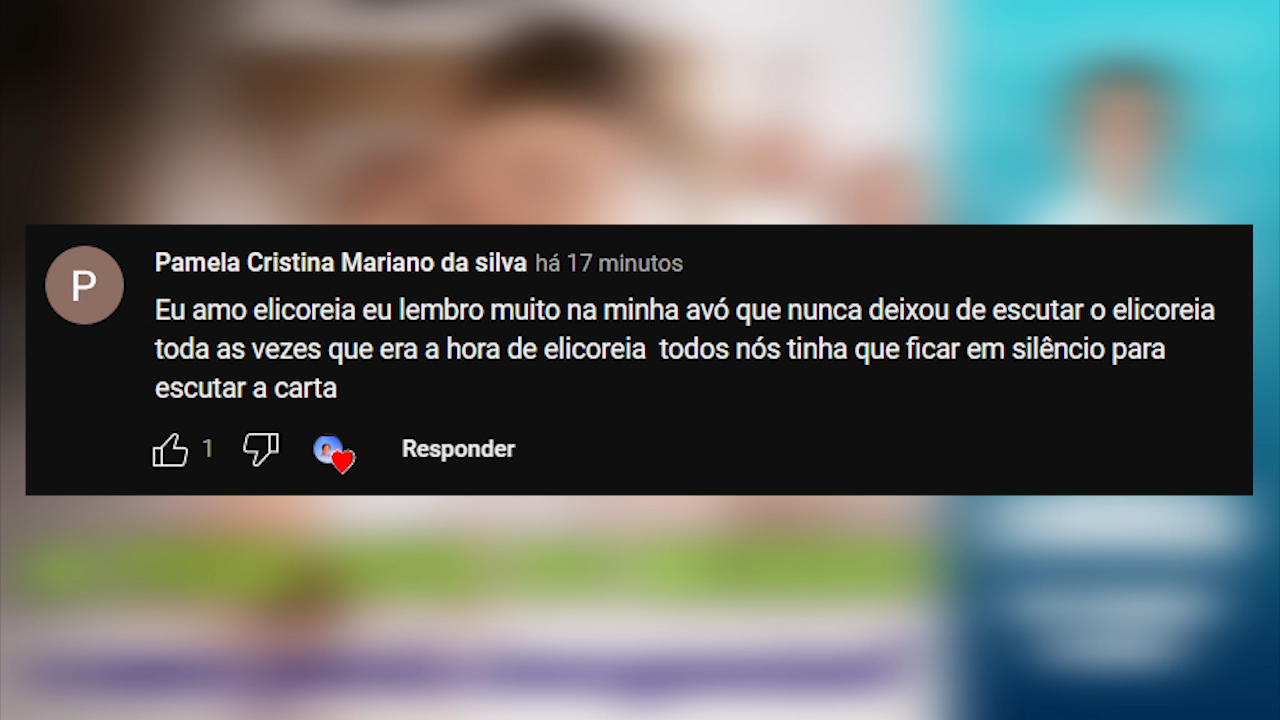 P
Pamela Cristina Mariano da silva há 17 minutos
Eu amo elicoreia eu lembro muito na minha avó que nunca deixou de escutar o elicoreia
toda as vezes que era a hora de elicoreia  todos nós tinha que ficar em silêncio para
escutar a carta
1 Responder